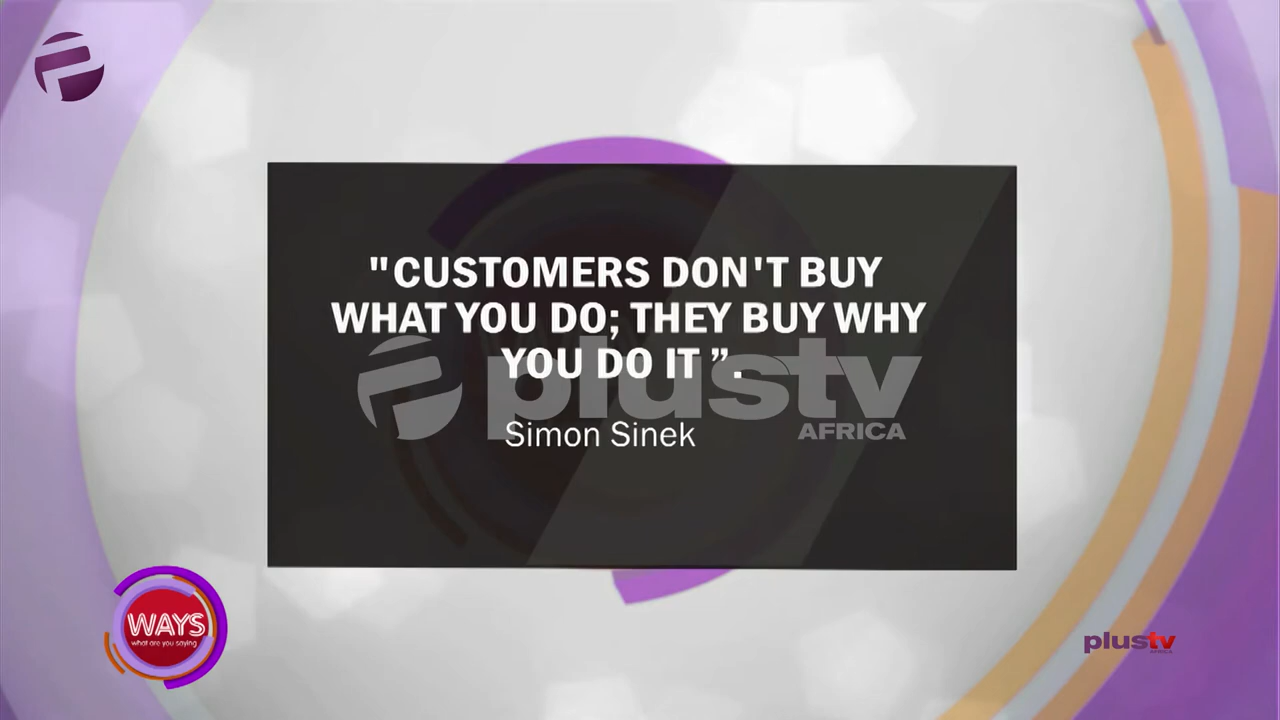 "CUSTOMERS DON'T BUY
WHAT YOU DO; THEY BUY WHY
YOU DO IT ”.
plustv
AFRICA
Simon Sinek
WAYS
what are you saying
plustv
AFRICA